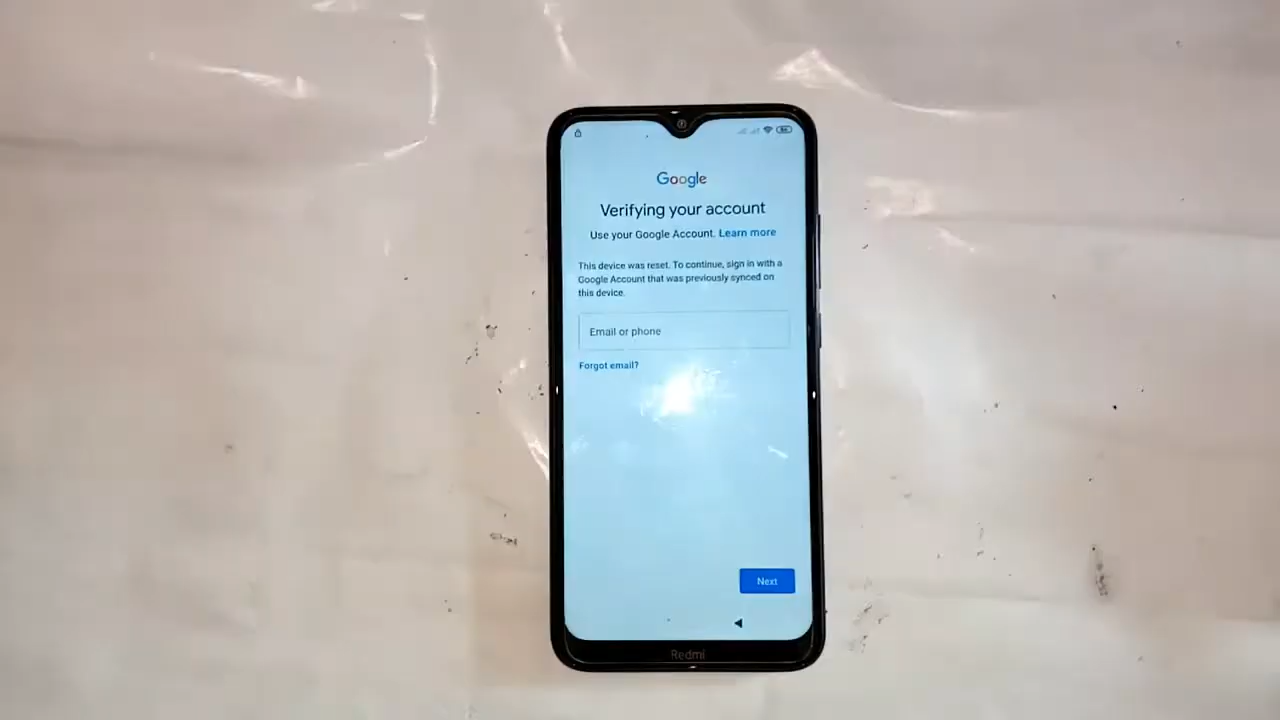 Google
Verifying your account
Use your Google Account. Learn more
This device was reset. To continue, sign in with a
Google Account that was previously synced on
this device.
Email or phone
Forgot email?
Next
Redmi